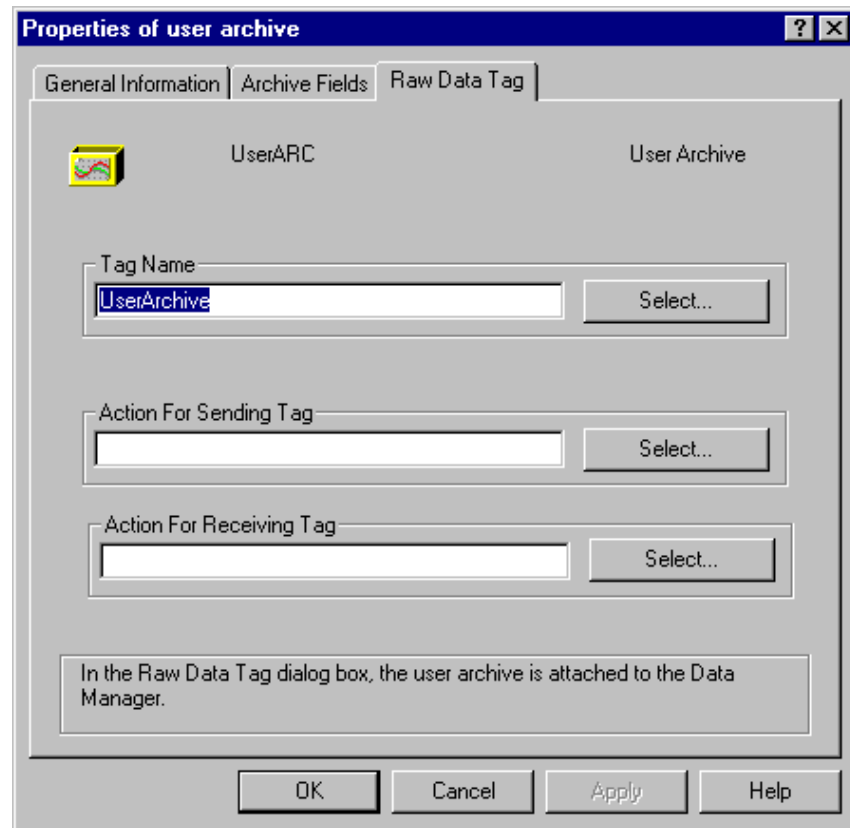 Properties of user archive
General Information Archive Fields Raw Data Tag
UserARC User Archive
Tag Name
UserArchive Select...
Action For Sending Tag
Select...
Action For Receiving Tag
Select...
In the Raw Data Tag dialog box, the user archive is attached to the Data
Manager.
OK Cancel Apply Help